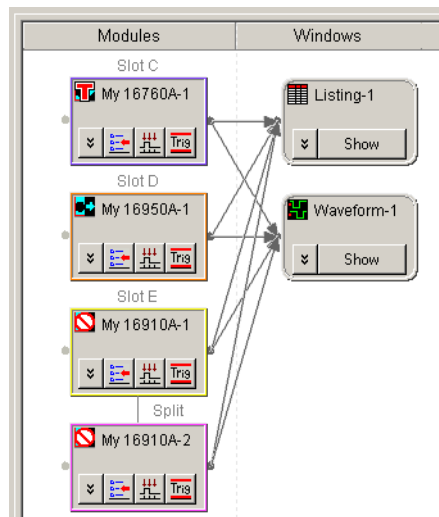 Modules
Windows
Slot C
My 16760A-1
Trig
Listing-1
Show
Slot D
My 16950A-1
Trig
Waveform-1
Show
Slot E
My 16910A-1
Trig
Split
My 16910A-2
Trig